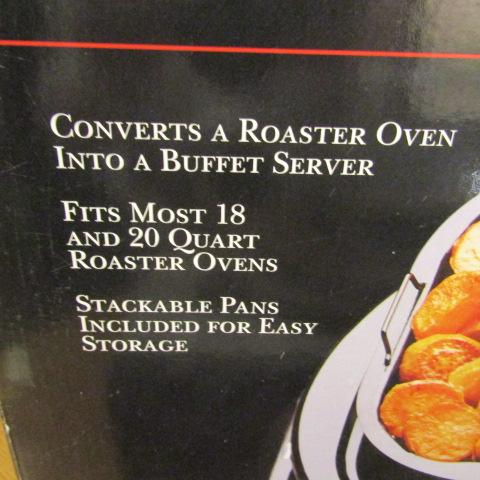 CONVERTS A ROASTER OVEN
INTO A BUFFET SERVER
FITS MOST 18
AND 20 QUART
ROASTER OVENS
STACKABLE PANS
INCLUDED FOR EASY
STORAGE